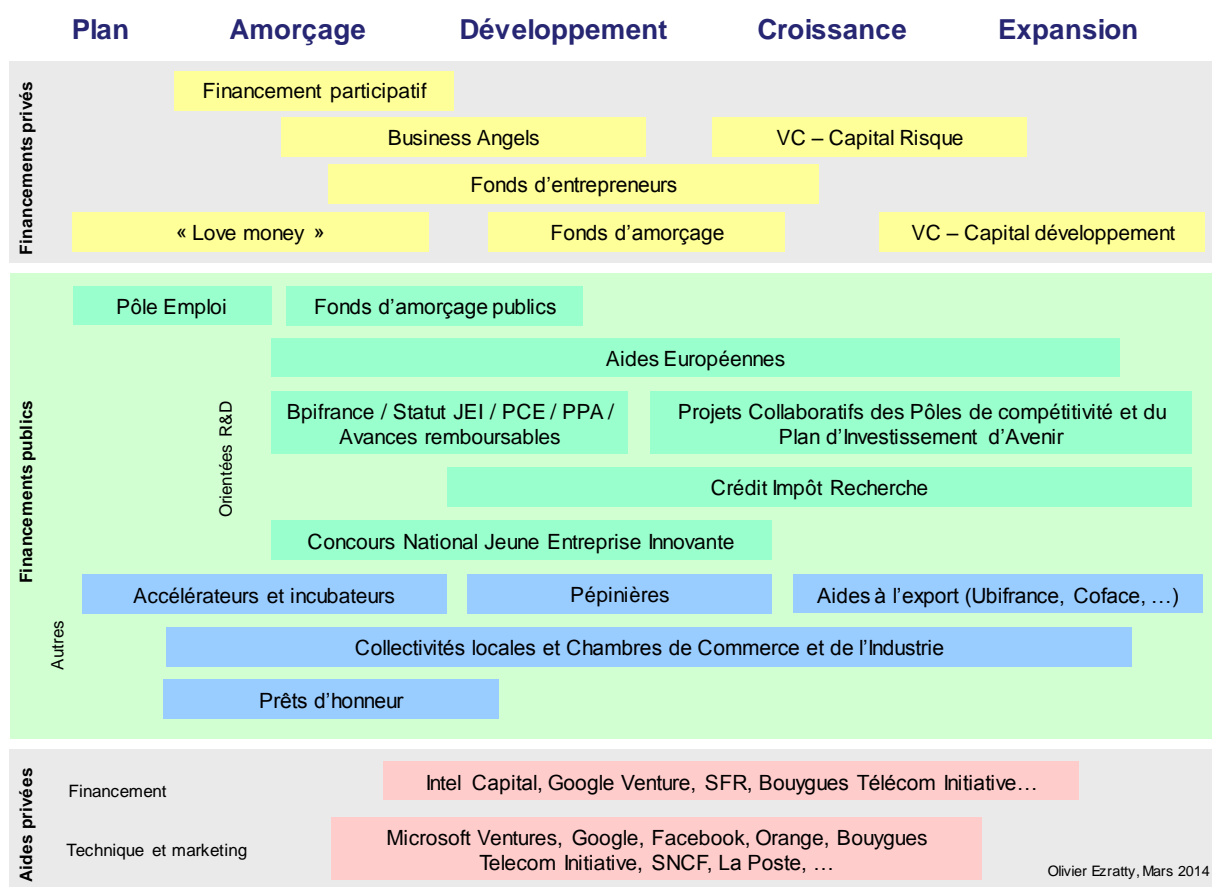 Plan Amorçage Développement Croissance Expansion
Financements privés
Financement participatif
Business Angels
VC – Capital Risque
Fonds d'entrepreneurs
« Love money »
Fonds d'amorçage
VC – Capital développement
Financements publics
Pôle Emploi
Fonds d'amorçage publics
Aides Européennes
Orientées R&D
Bpifrance / Statut JEI / PCE / PPA /
Avances remboursables
Projets Collaboratifs des Pôles de compétitivité et du
Plan d'Investissement d'Avenir
Crédit Impôt Recherche
Concours National Jeune Entreprise Innovante
Autres
Accélérateurs et incubateurs
Pépinières
Aides à l'export (Ubifrance, Coface, …)
Collectivités locales et Chambres de Commerce et de l'Industrie
Prêts d'honneur
Aides privées
Financement
Intel Capital, Google Venture, SFR, Bouygues Télécom Initiative…
Technique et marketing
Microsoft Ventures, Google, Facebook, Orange, Bouygues
Telecom Initiative, SNCF, La Poste, …
Olivier Ezratty, Mars 2014